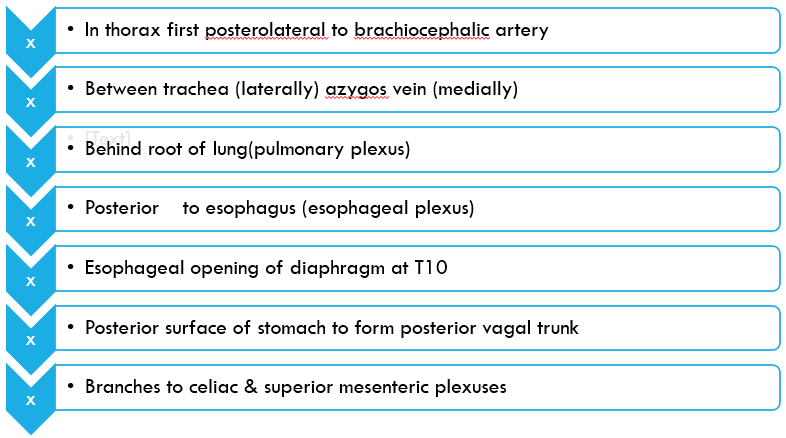 x
• In thorax first posterolateral to brachiocephalic artery
x
• Between trachea (laterally) azygos vein (medially)
• [Text]
x
• Behind root of lung(pulmonary plexus)
x
• Posterior to esophagus (esophageal plexus)
x
• Esophageal opening of diaphragm at T10
x
• Posterior surface of stomach to form posterior vagal trunk
x
• Branches to celiac & superior mesenteric plexuses